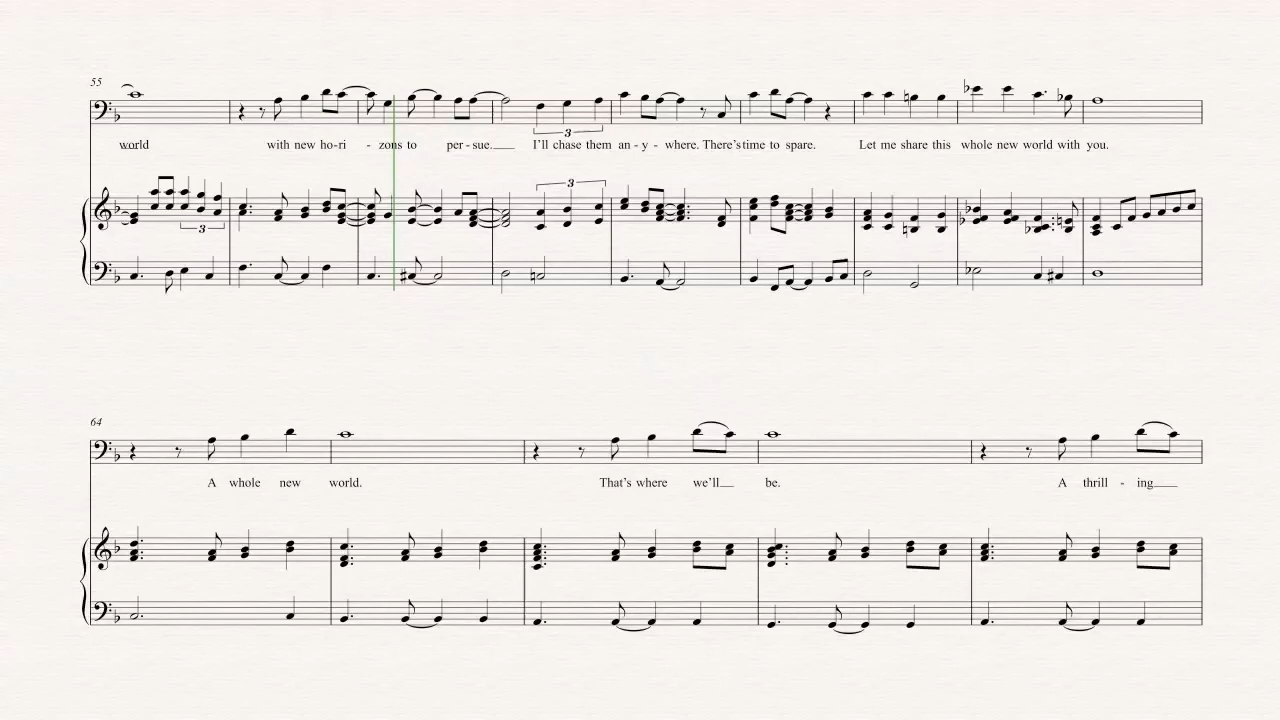 55
world with new ho-ri - zons to per-sue. I'll chase them an-y-where. There's time to spare. Let me share this whole new world with you.
3
3
3
64
A whole new world. That's where we'll be. A thrill - ing